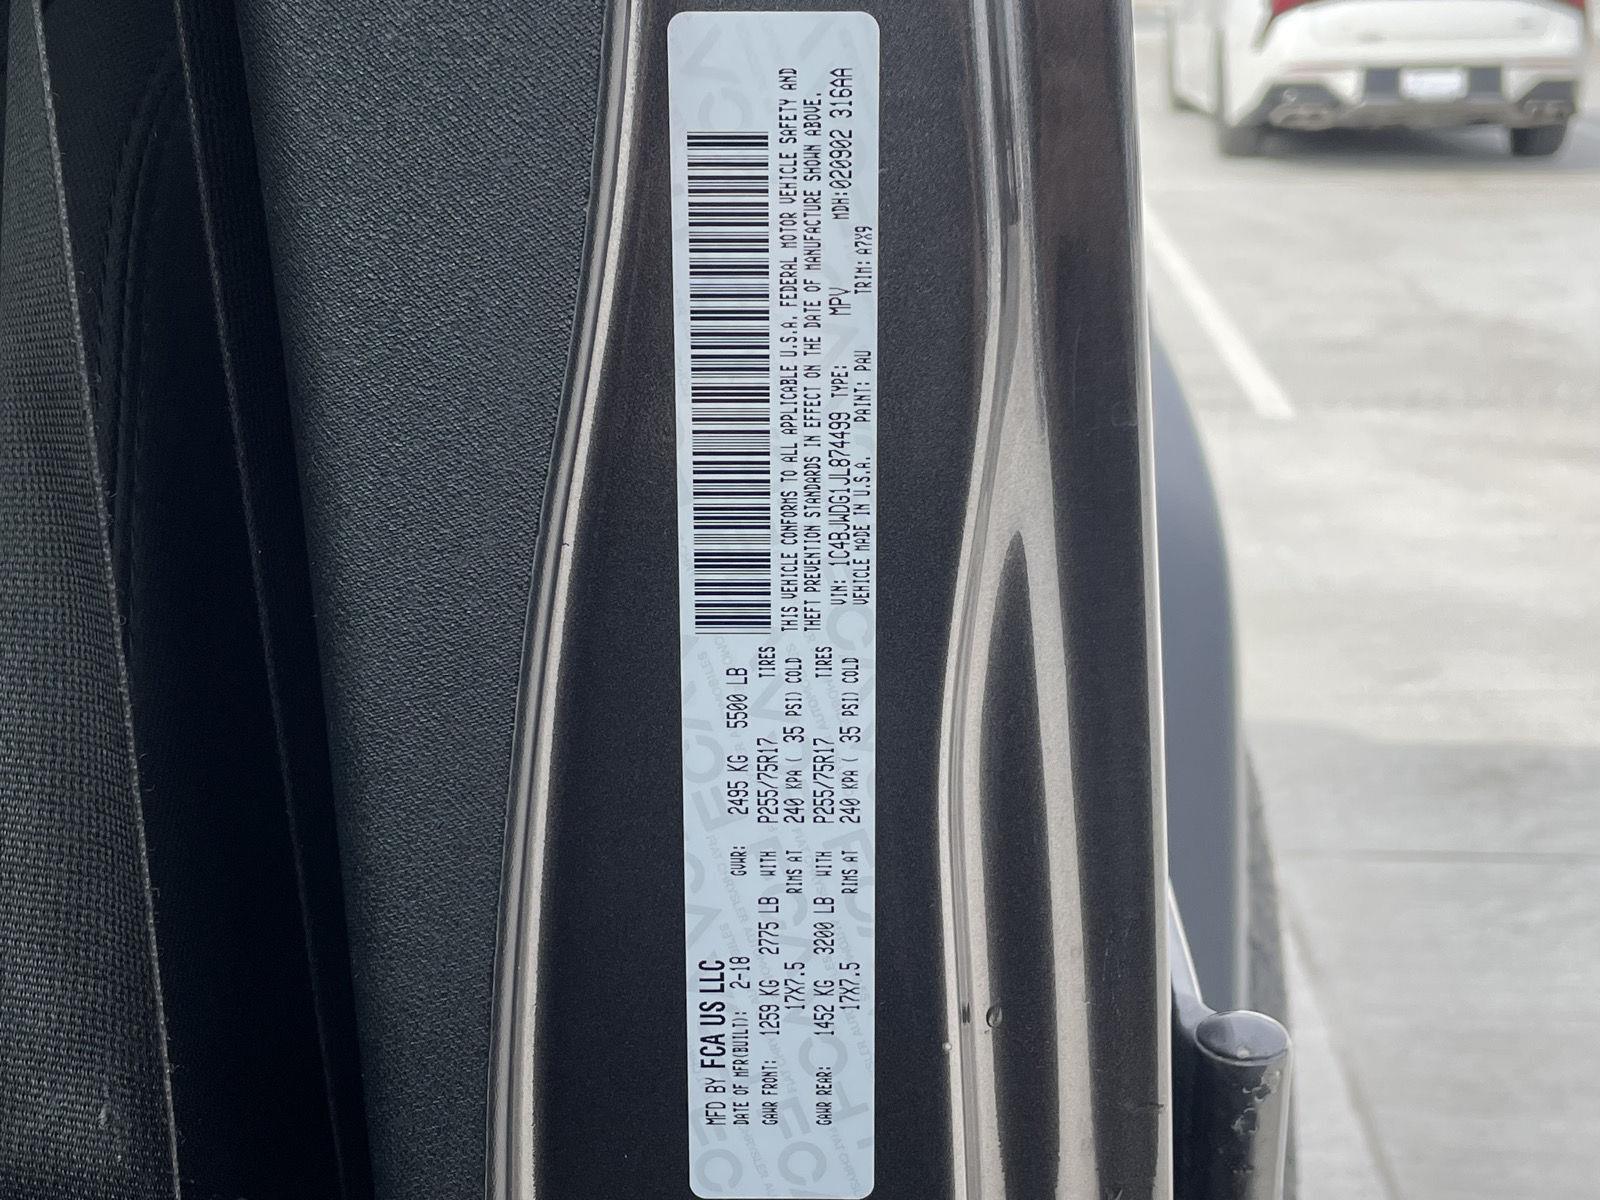 MFD BY FCA US LLC
DATE OF MFR(BUILT): 2-18 GVWR: 2495 KG 5500 LB
GAWR FRONT: 1259 KG 2775 LB WITH P255/75R17 TIRES
17X7.5 RIMS AT 240 KPA ( 35 PSI) COLD
GAWR REAR: 1452 KG 3200 LB WITH P255/75R17 TIRES
17X7.5 RIMS AT 240 KPA ( 35 PSI) COLD
THIS VEHICLE CONFORMS TO ALL APPLICABLE U.S.A. FEDERAL MOTOR VEHICLE SAFETY AND
THEFT PREVENTION STANDARDS IN EFFECT ON THE DATE OF MANUFACTURE SHOWN ABOVE.
VIN: 1C4BJWDG1JL874499 TYPE: MPV MDH:020902 316AA
VEHICLE MADE IN U.S.A. PAINT: PAU TRIM: A7X9